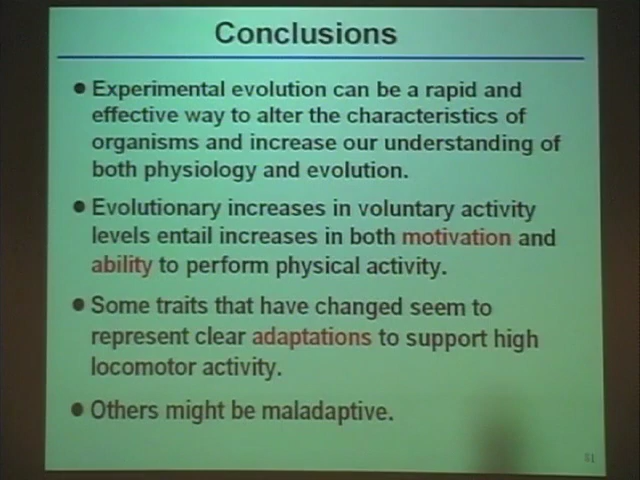 Conclusions
● Experimental evolution can be a rapid and
effective way to alter the characteristics of
organisms and increase our understanding of
both physiology and evolution.
● Evolutionary increases in voluntary activity
levels entail increases in both motivation and
ability to perform physical activity.
● Some traits that have changed seem to
represent clear adaptations to support high
locomotor activity.
● Others might be maladaptive.